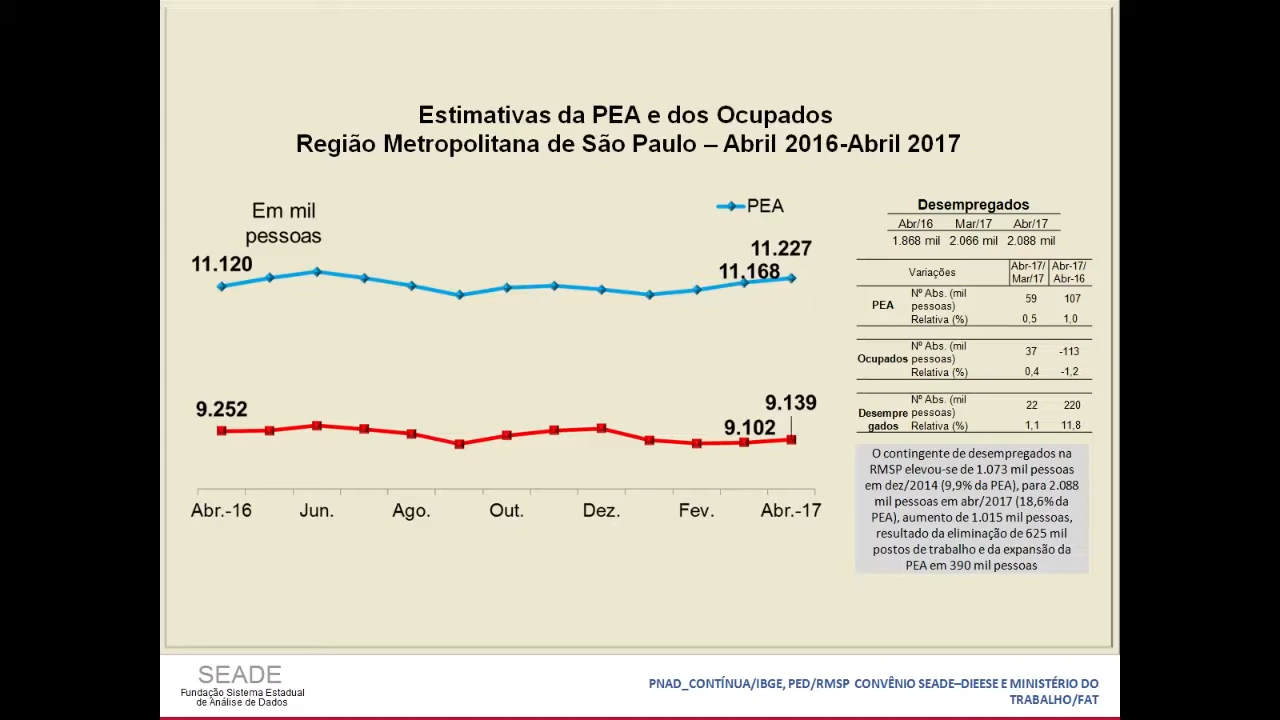 Estimativas da PEA e dos Ocupados
Região Metropolitana de São Paulo – Abril 2016-Abril 2017
Em mil
pessoas
PEA
11.120
11.168
11.227
9.252
9.102
9.139
Abr.-16 Jun. Ago. Out. Dez. Fev. Abr.-17
Desempregados
Abr/16 Mar/17 Abr/17
1.868 mil 2.066 mil 2.088 mil
Variações Abr-17/ Mar/17 Abr-17/ Abr-16
PEA
Nº Abs. (mil
pessoas) 59 107
Relativa (%) 0,5 1,0
Ocupados
Nº Abs. (mil
pessoas) 37 -113
Relativa (%) 0,4 -1,2
Desempre
gados
Nº Abs. (mil
pessoas) 22 220
Relativa (%) 1,1 11,8
O contingente de desempregados na
RMSP elevou-se de 1.073 mil pessoas
em dez/2014 (9,9% da PEA), para 2.088
mil pessoas em abr/2017 (18,6% da
PEA), aumento de 1.015 mil pessoas,
resultado da eliminação de 625 mil
postos de trabalho e da expansão da
PEA em 390 mil pessoas
SEADE
Fundação Sistema Estadual
de Análise de Dados
PNAD_CONTÍNUA/IBGE, PED/RMSP CONVÊNIO SEADE–DIEESE E MINISTÉRIO DO
TRABALHO/FAT